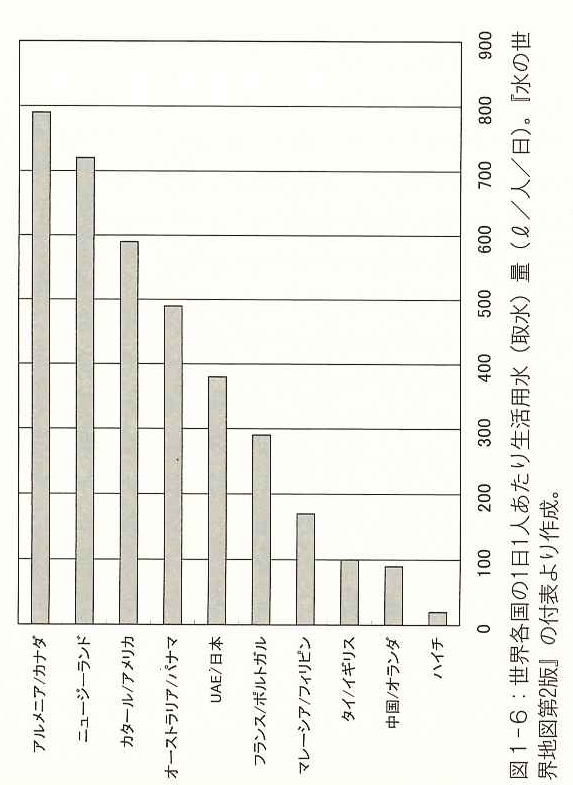 アルメニア/カナダ
ニュージーランド
カタール/アメリカ
オーストラリア/パナマ
UAE/日本
フランス/ポルトガル
マレーシア/フィリピン
タイ/イギリス
中国/オランダ
ハイチ
0 100 200 300 400 500 600 700 800 900
図1-6：世界各国の1日1人あたり生活用水（取水）量（ℓ／人／日）。『水の世
界地図第2版』の付表より作成。